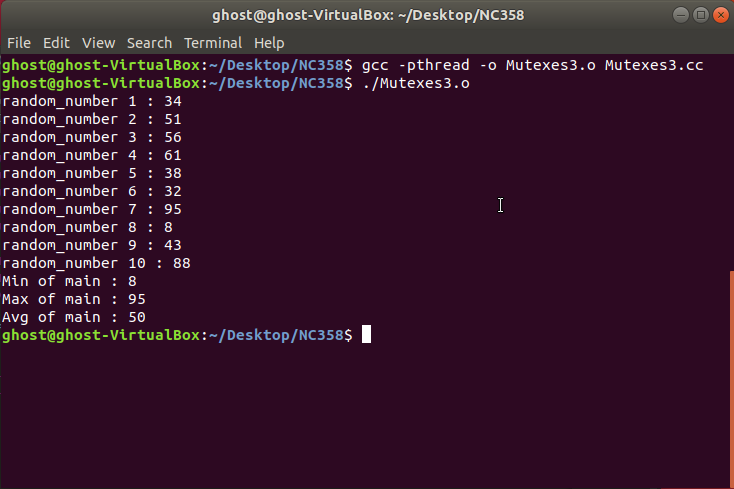 ghost@ghost-VirtualBox: ~/Desktop/NC358
File Edit View Search Terminal Help
ghost@ghost-VirtualBox:~/Desktop/NC358$ gcc -pthread -o Mutexes3.o Mutexes3.cc
ghost@ghost-VirtualBox:~/Desktop/NC358$ ./Mutexes3.o
random_number 1 : 34
random_number 2 : 51
random_number 3 : 56
random_number 4 : 61
random_number 5 : 38
random_number 6 : 32
random_number 7 : 95
random_number 8 : 8
random_number 9 : 43
random_number 10 : 88
Min of main : 8
Max of main : 95
Avg of main : 50
ghost@ghost-VirtualBox:~/Desktop/NC358$